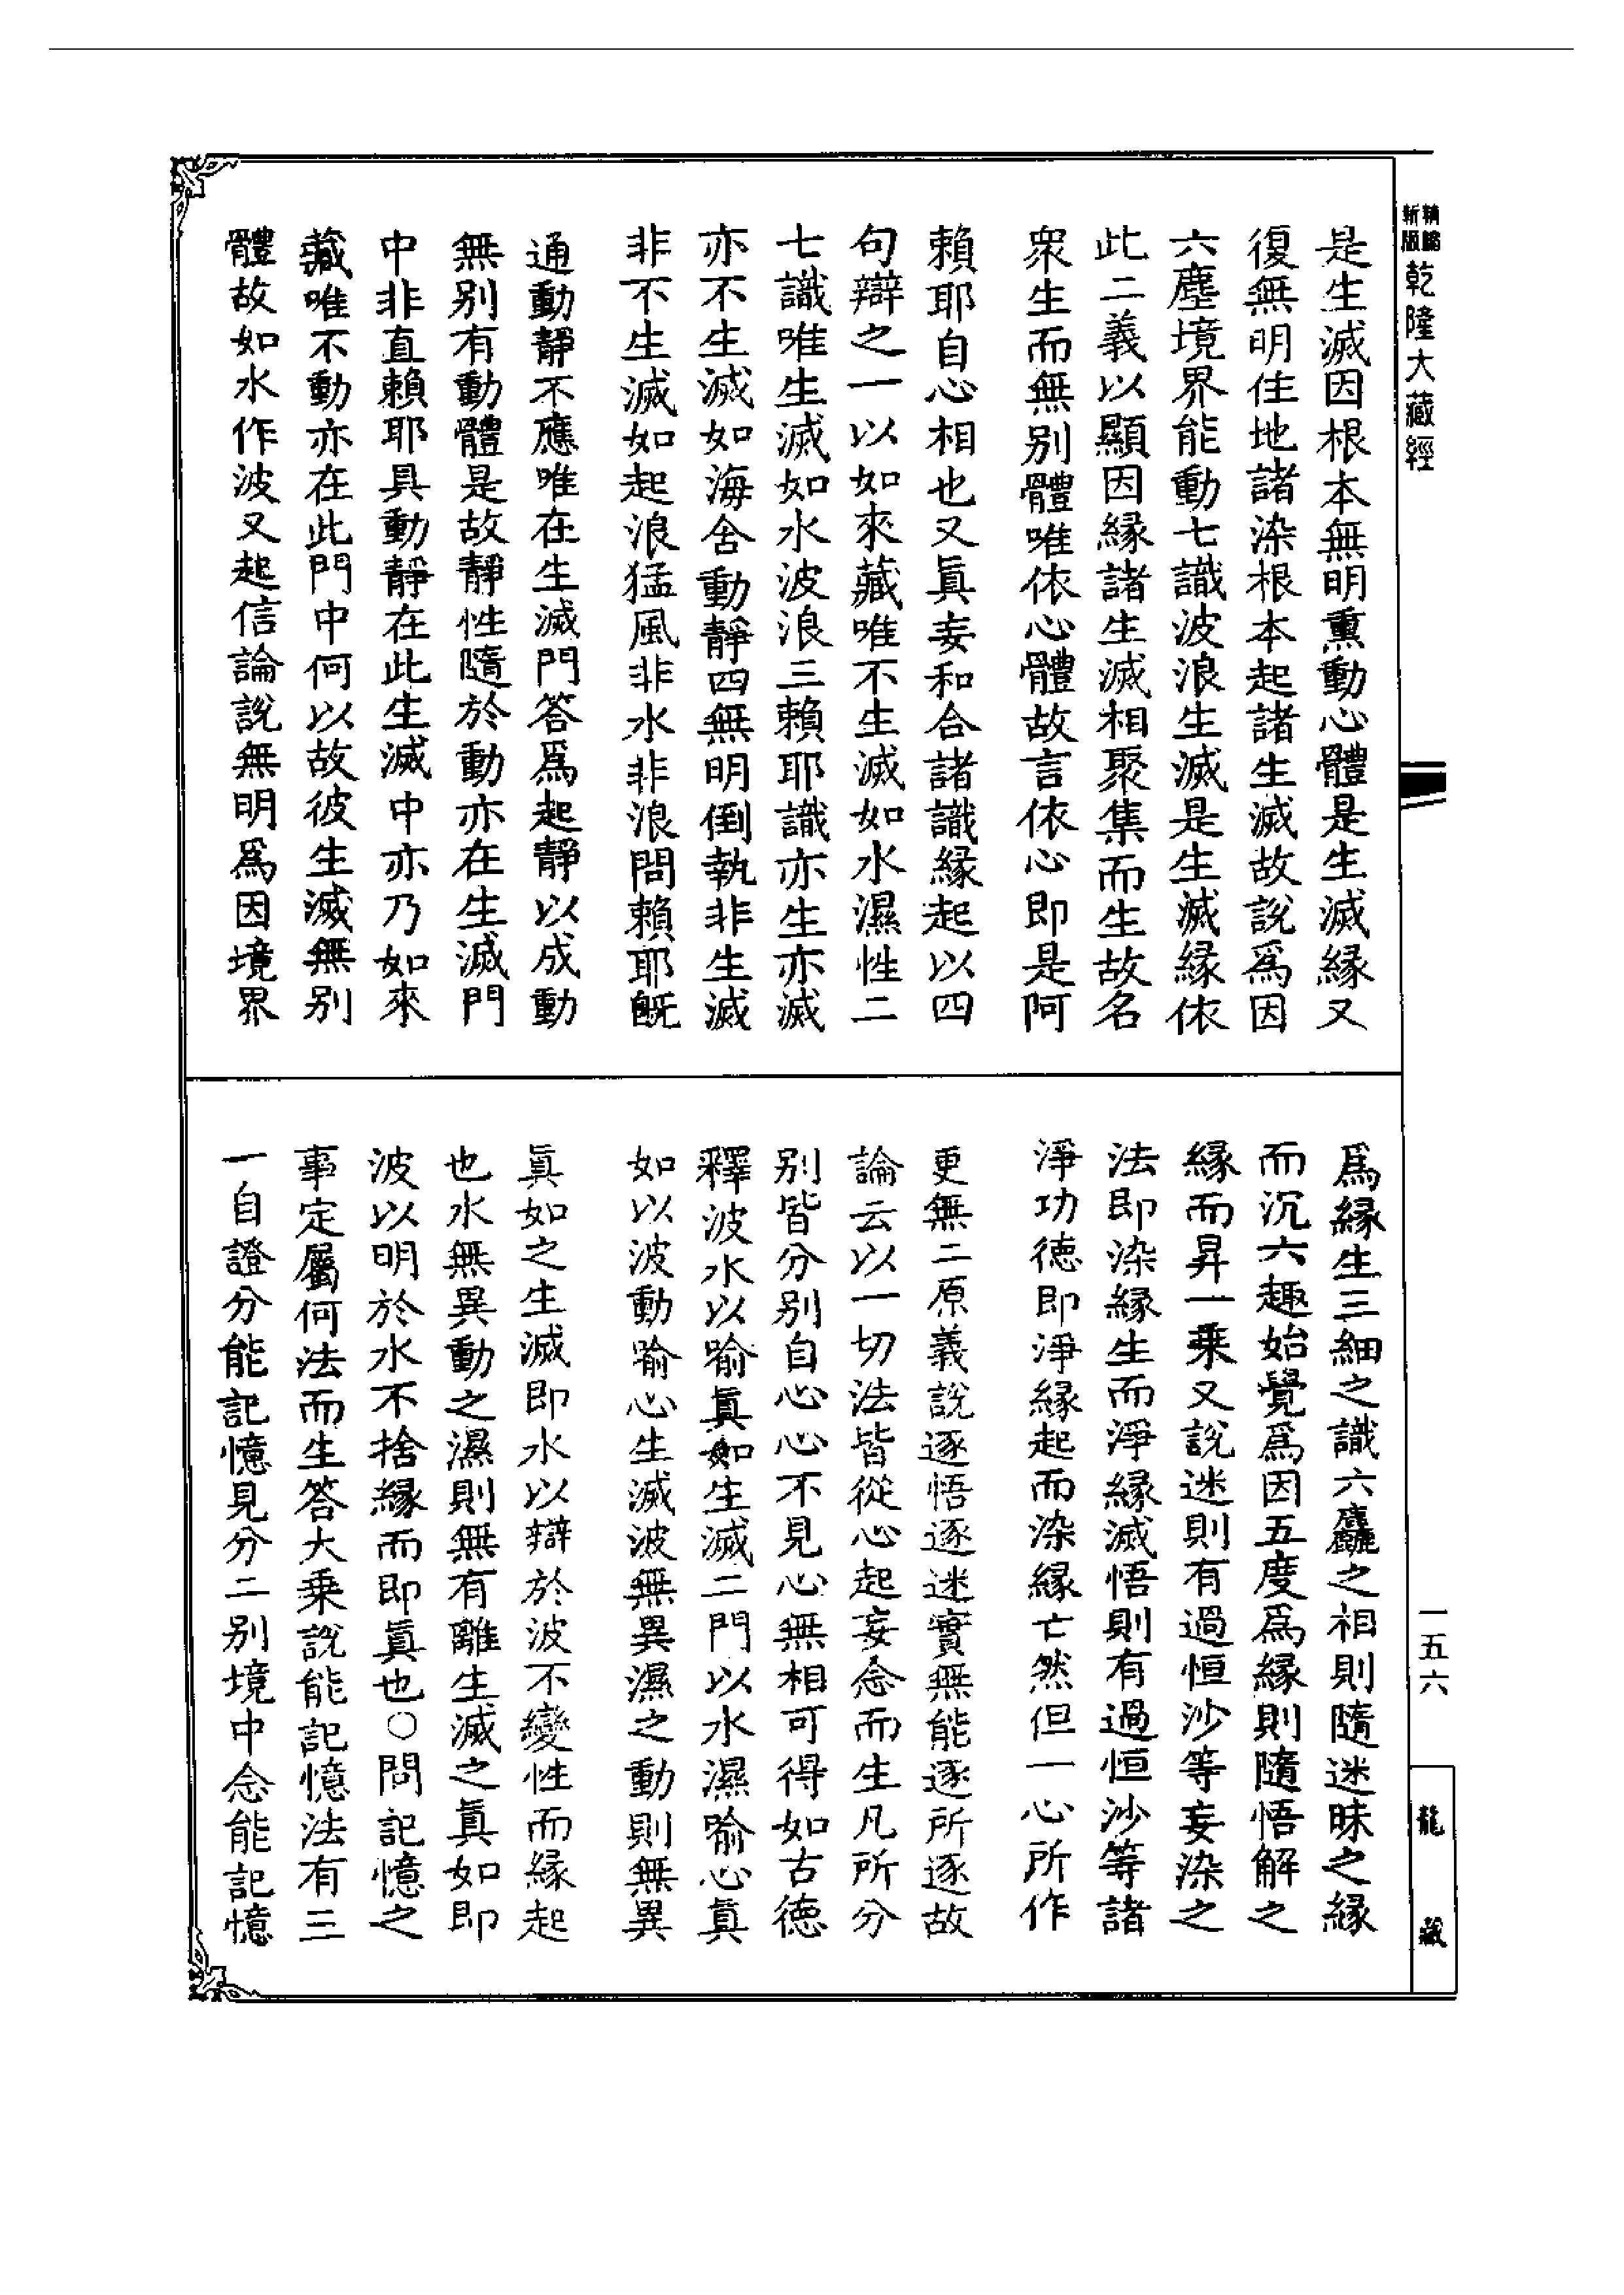 精縮
新版
乾隆大藏經
是生滅因根本無明熏動心體是生滅緣又
復無明住地諸染根本起諸生滅故說爲因
六塵境界能動七識波浪生滅是生滅緣依
此二義以顯因緣諸生滅相聚集而生故名
眾生而無別體唯依心體故言依心即是阿
賴耶自心相也又眞妄和合諸識緣起以四
句辯之一以如來藏唯不生滅如水濕性二
七識唯生滅如水波浪三賴耶識亦生亦滅
亦不生滅如海含動靜四無明倒執非生滅
非不生滅如起浪猛風非水非浪問賴耶既
通動靜不應唯在生滅門答爲起靜以成動
無別有動體是故靜性隨於動亦在生滅門
中非直賴耶具動靜在此生滅中亦乃如來
藏唯不動亦在此門中何以故彼生滅無別
體故如水作波又起信論說無明爲因境界
爲緣生三細之識六麤之相則隨迷昧之緣
而沉六趣始覺爲因五度爲緣則隨悟解之
緣而昇一乘又說迷則有過恒沙等妄染之
法即染緣生而淨緣滅悟則有過恒沙等諸
淨功德即淨緣起而染緣亡然但一心所作
更無二原義說逐悟逐迷實無能逐所逐故
論云以一切法皆從心起妄念而生凡所分
別皆分別自心心不見心無相可得如古德
釋波水以喻眞如生滅二門以水濕喻心眞
如以波動喻心生滅波無異濕之動則無異
眞如之生滅即水以辯於波不變性而緣起
也水無異動之濕則無有離生滅之眞如即
波以明於水不捨緣而即眞也○問記憶之
事定屬何法而生答大乘說能記憶法有三
一自證分能記憶見分二別境中念能記憶
一五六
龍藏